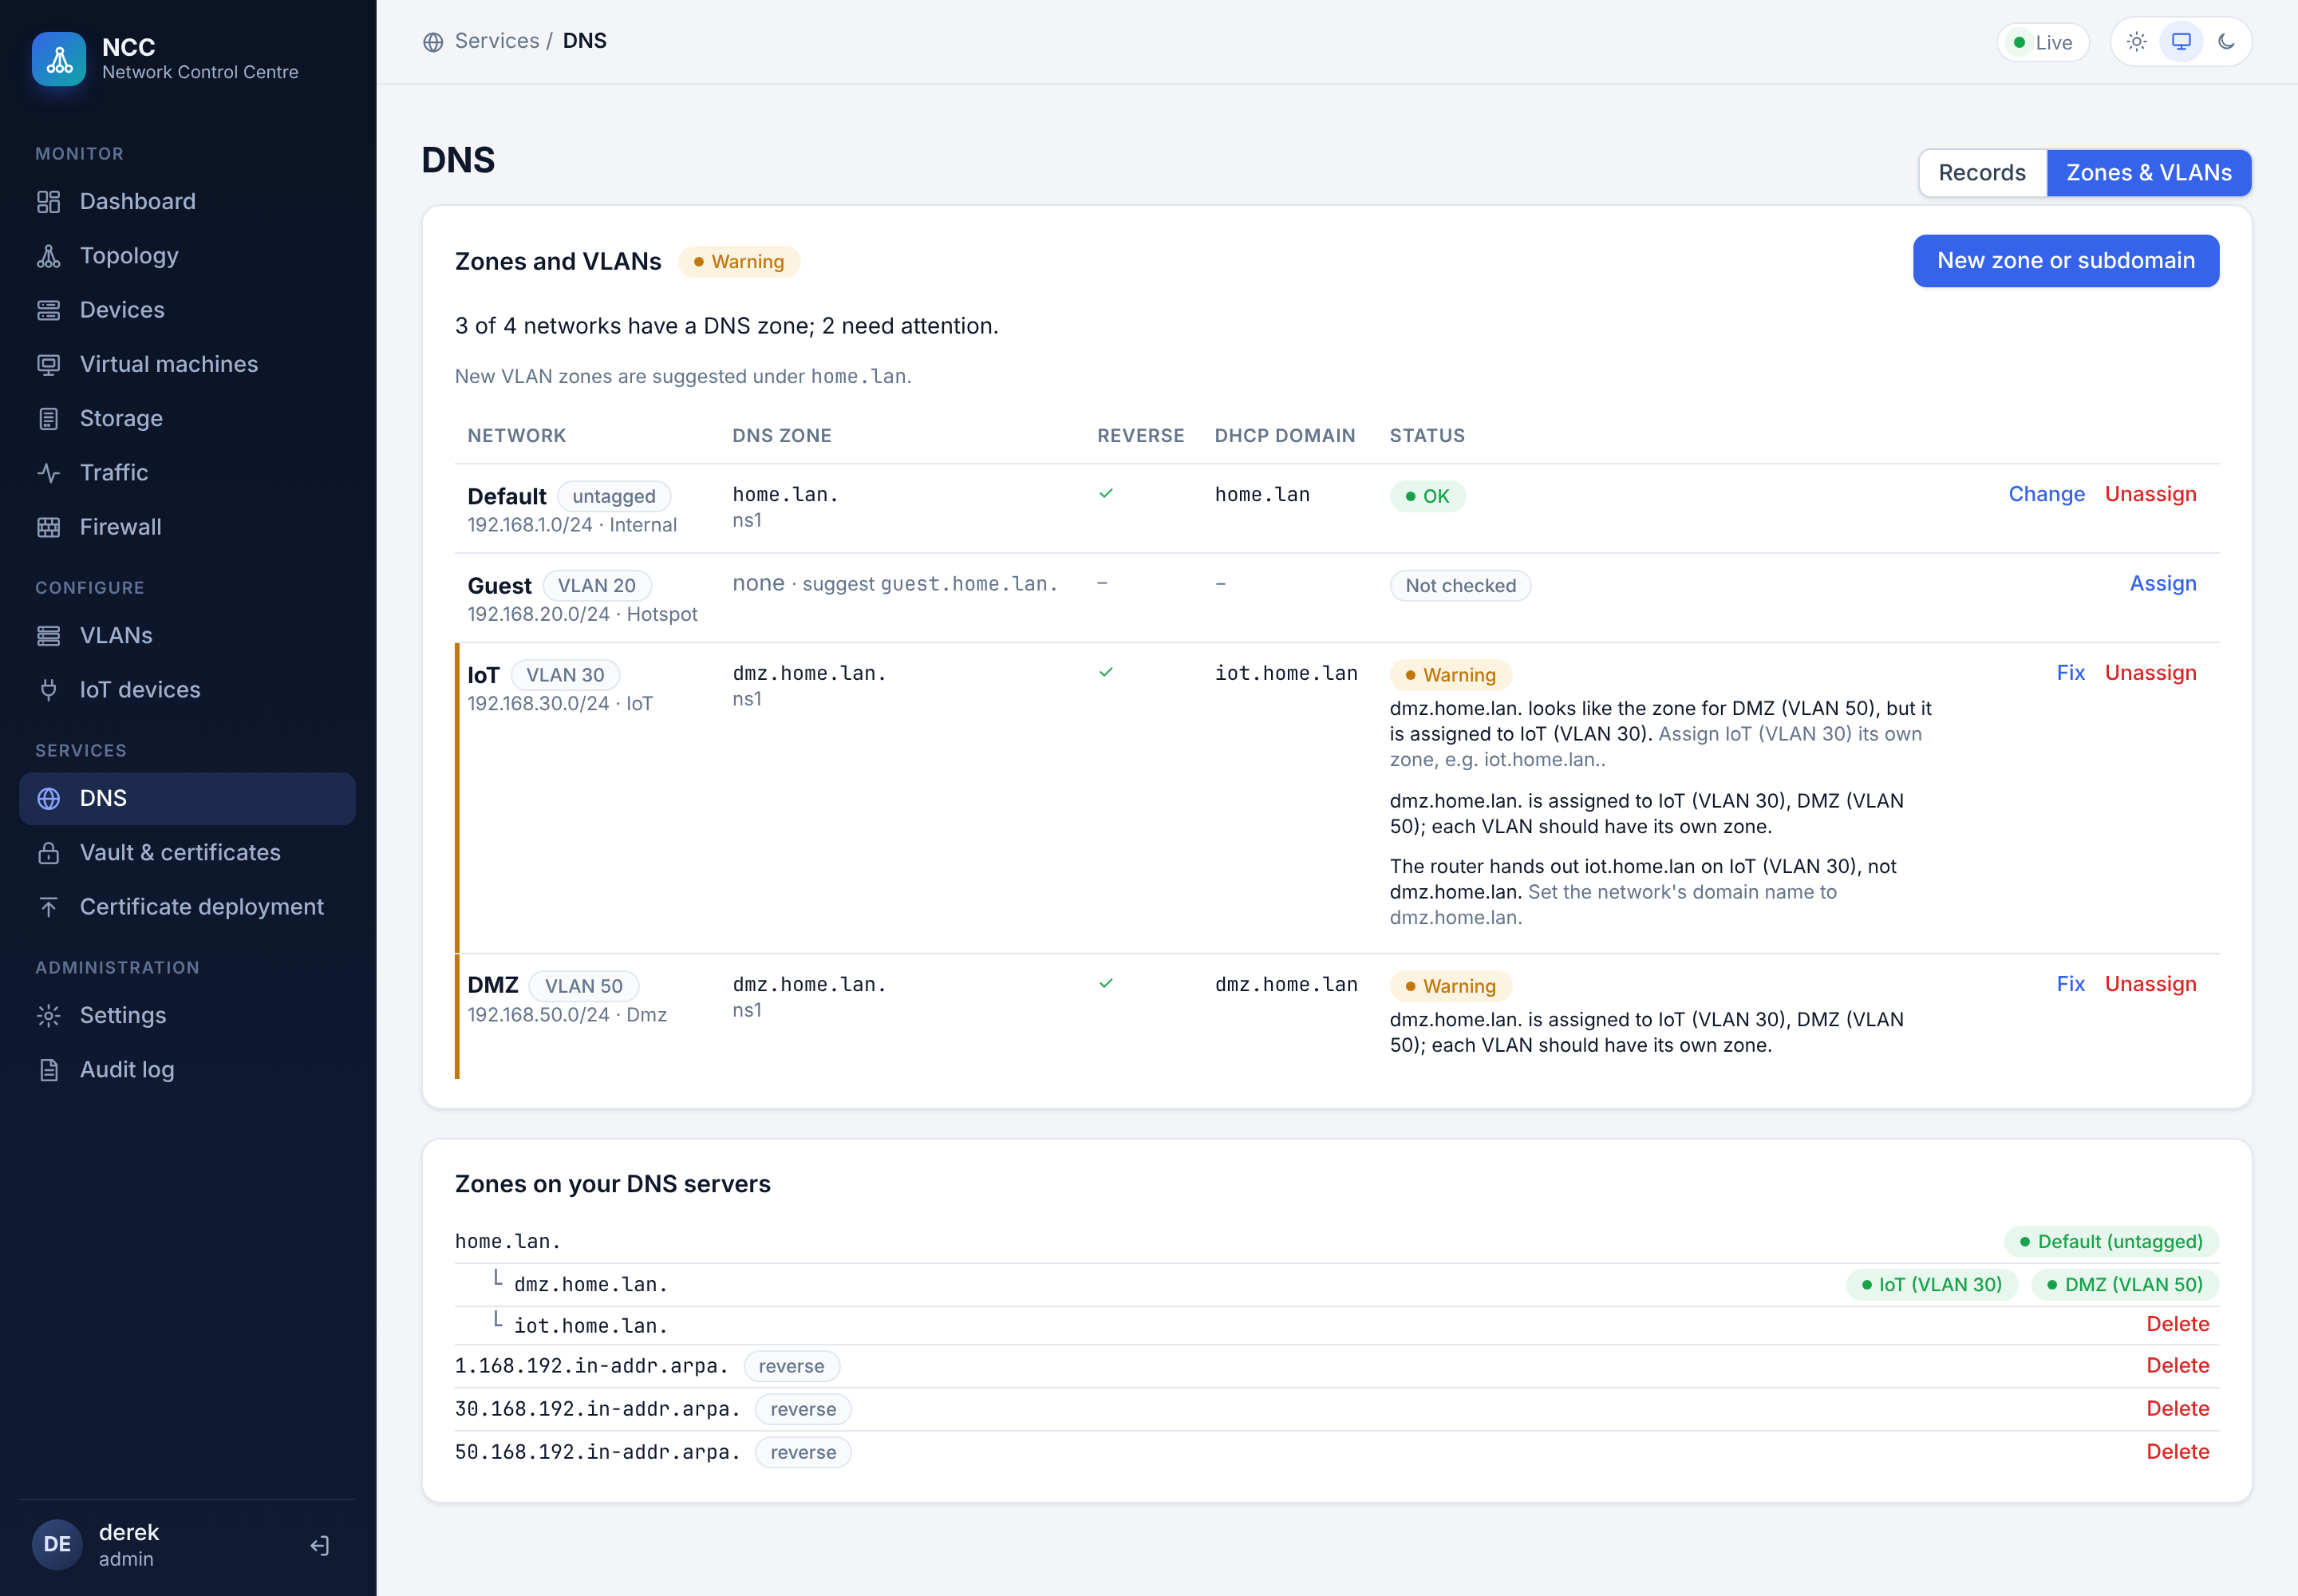 NCC
Network Control Centre
MONITOR
Dashboard
Topology
Devices
Virtual machines
Storage
Traffic
Firewall
CONFIGURE
VLANs
IoT devices
SERVICES
DNS
Vault & certificates
Certificate deployment
ADMINISTRATION
Settings
Audit log
DE
derek
admin
Services / DNS
Live
DNS
Records
Zones & VLANs
Zones and VLANs
Warning
New zone or subdomain
3 of 4 networks have a DNS zone; 2 need attention.
New VLAN zones are suggested under home.lan.
NETWORK DNS ZONE REVERSE DHCP DOMAIN STATUS
Default untagged home.lan. ✓ home.lan OK Change Unassign
192.168.1.0/24 · Internal ns1
Guest VLAN 20 none · suggest guest.home.lan. – – Not checked Assign
192.168.20.0/24 · Hotspot
IoT VLAN 30 dmz.home.lan. ✓ iot.home.lan Warning Fix Unassign
192.168.30.0/24 · IoT ns1
dmz.home.lan. looks like the zone for DMZ (VLAN 50), but it
is assigned to IoT (VLAN 30). Assign IoT (VLAN 30) its own
zone, e.g. iot.home.lan..
dmz.home.lan. is assigned to IoT (VLAN 30), DMZ (VLAN
50); each VLAN should have its own zone.
The router hands out iot.home.lan on IoT (VLAN 30), not
dmz.home.lan. Set the network's domain name to
dmz.home.lan.
DMZ VLAN 50 dmz.home.lan. ✓ dmz.home.lan Warning Fix Unassign
192.168.50.0/24 · Dmz ns1
dmz.home.lan. is assigned to IoT (VLAN 30), DMZ (VLAN
50); each VLAN should have its own zone.
Zones on your DNS servers
home.lan. Default (untagged)
└ dmz.home.lan. IoT (VLAN 30) DMZ (VLAN 50)
└ iot.home.lan. Delete
1.168.192.in-addr.arpa. reverse Delete
30.168.192.in-addr.arpa. reverse Delete
50.168.192.in-addr.arpa. reverse Delete